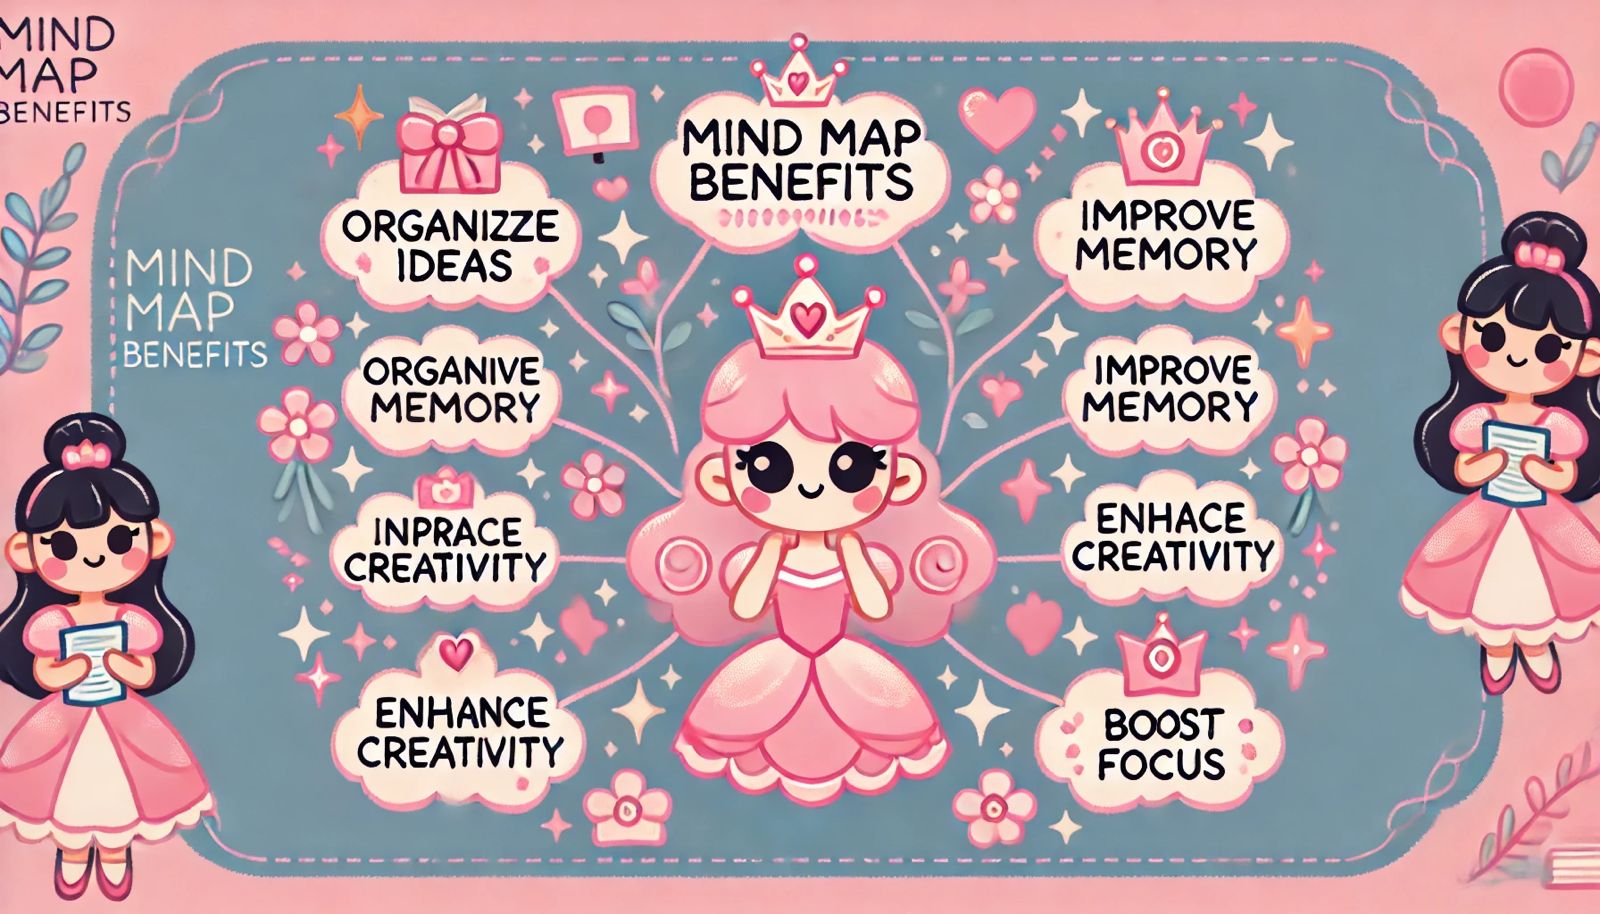 MIND
MAP
BENEFITS
MIND MAP
BENEFITS
ORGANIZZE
IDEAS
IMPROVE
MEMORY
MIND
MAP
BENEFITS
ORGANIVE
MEMORY
IMPROVE
MEMORY
INPRACE
CREATIVITY
ENHACE
CREATIVITY
ENHANCE
CREATIVITY
BOOST
FOCUS